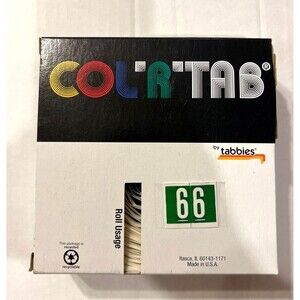 COL'R'TAB®
by tabbies®
66
Roll Usage
This package is
recycled
recyclable
Itasca, IL 60143-1171
Made in U.S.A.